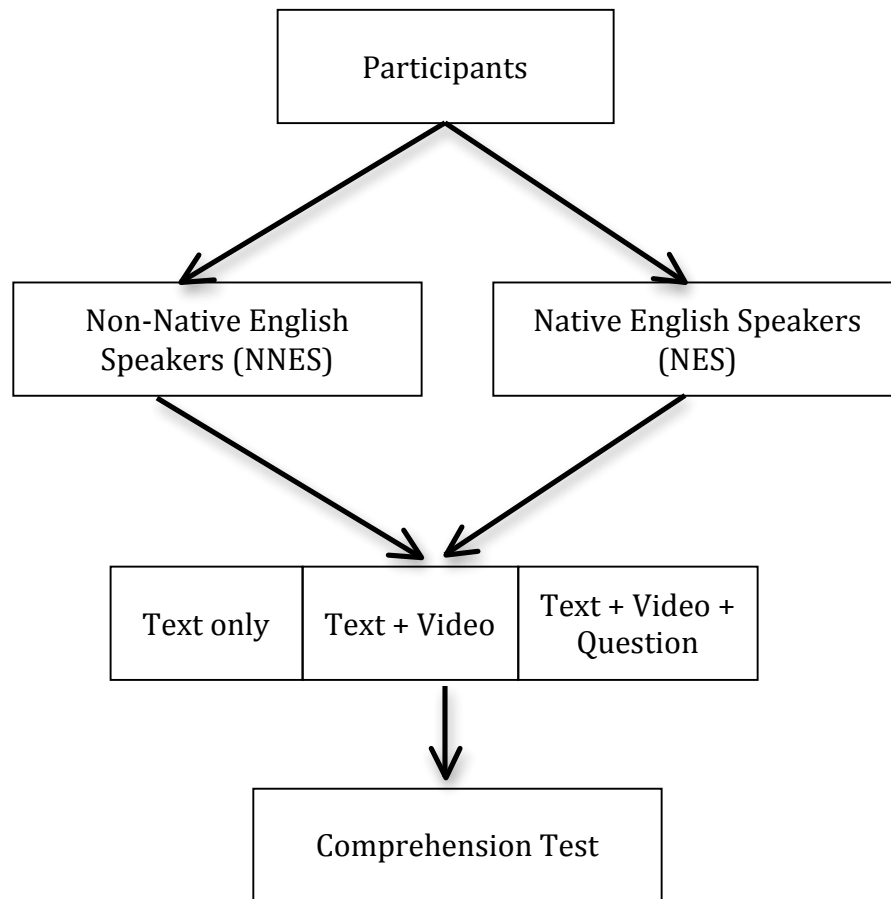 Participants
Non-Native English
Speakers (NNES)
Native English Speakers
(NES)
Text only
Text + Video
Text + Video +
Question
Comprehension Test